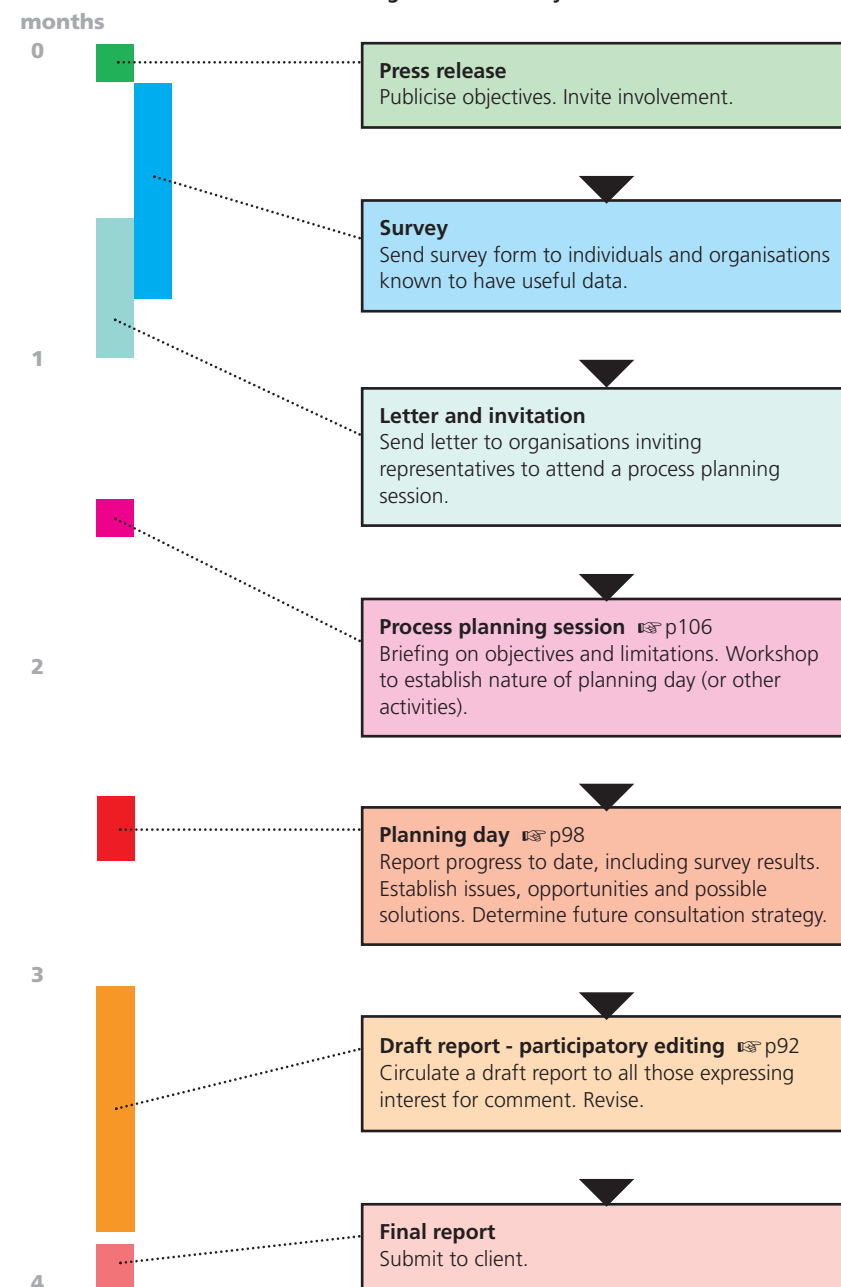 months
0
Press release
Publicise objectives. Invite involvement.
Survey
Send survey form to individuals and organisations
known to have useful data.
1
Letter and invitation
Send letter to organisations inviting
representatives to attend a process planning
session.
Process planning session ☞ p106
Briefing on objectives and limitations. Workshop
to establish nature of planning day (or other
activities).
2
Planning day ☞ p98
Report progress to date, including survey results.
Establish issues, opportunities and possible
solutions. Determine future consultation strategy.
3
Draft report - participatory editing ☞ p92
Circulate a draft report to all those expressing
interest for comment. Revise.
Final report
Submit to client.
4